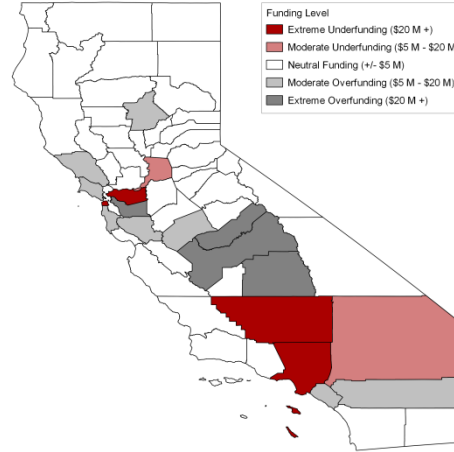 Funding Level
Extreme Underfunding ($20 M +)
Moderate Underfunding ($5 M - $20 M)
Neutral Funding (+/- $5 M)
Moderate Overfunding ($5 M - $20 M)
Extreme Overfunding ($20 M +)